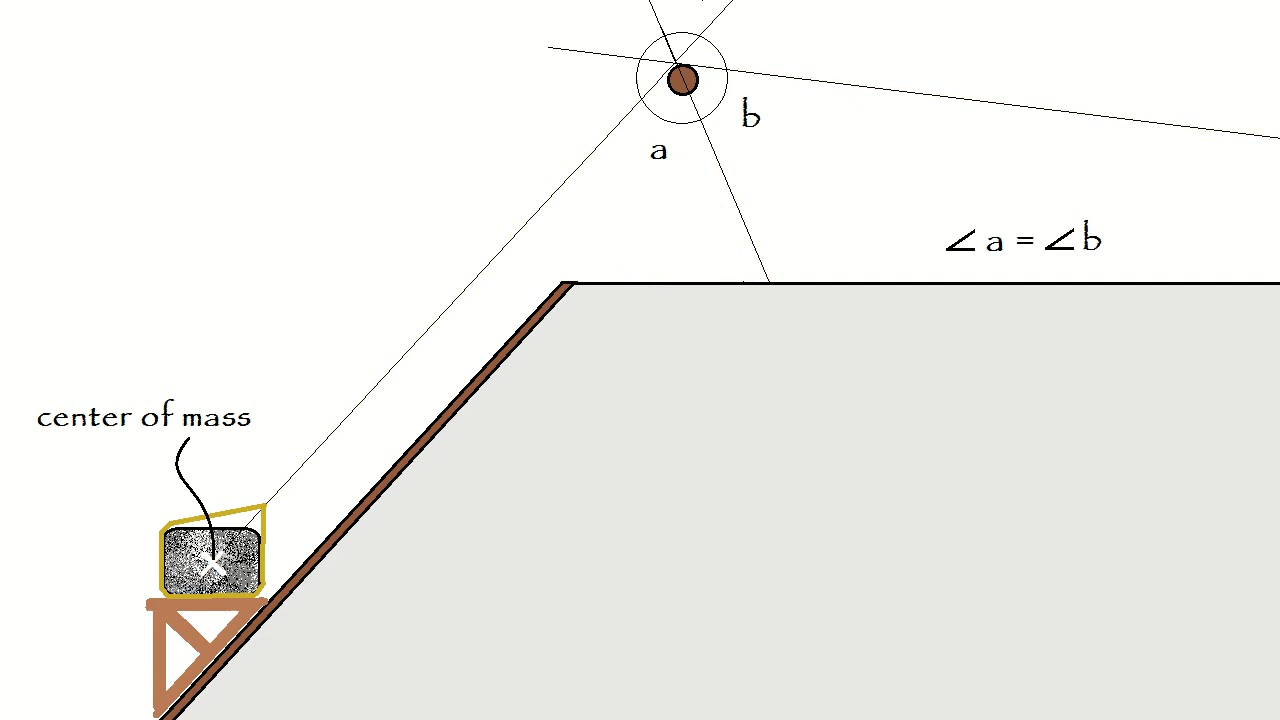 b
a
∠ a = ∠ b
center of mass